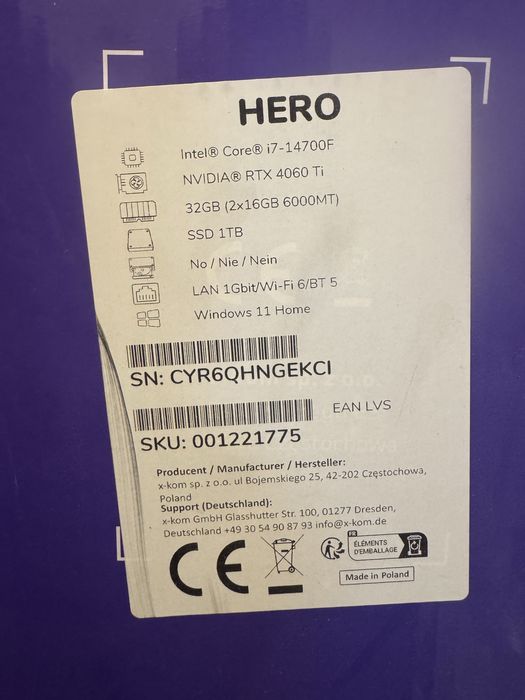 HERO
Intel® Core® i7-14700F
NVIDIA® RTX 4060 Ti
32GB (2x16GB 6000MT)
SSD 1TB
No / Nie / Nein
LAN 1Gbit/Wi-Fi 6/BT 5
Windows 11 Home
SN: CYR6QHNGEKCI
EAN LVS
SKU: 001221775
Producent / Manufacturer / Hersteller:
x-kom sp. z o.o. ul Bojemskiego 25, 42-202 Częstochowa,
Poland
Support (Deutschland):
x-kom GmbH Glasshutter Str. 100, 01277 Dresden,
Deutschland +49 30 54 90 87 93 info@x-kom.de
CE
FR
ÉLÉMENTS
D'EMBALLAGE
Made in Poland